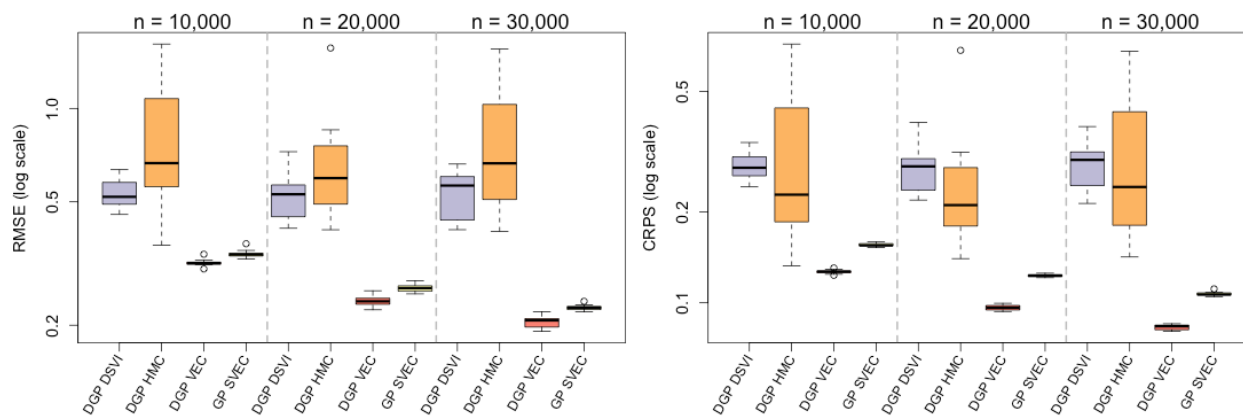 n = 10,000 n = 20,000 n = 30,000
RMSE (log scale)
1.0
0.5
0.2
DGP DSVI DGP HMC DGP VEC GP SVEC DGP DSVI DGP HMC DGP VEC GP SVEC DGP DSVI DGP HMC DGP VEC GP SVEC
n = 10,000 n = 20,000 n = 30,000
CRPS (log scale)
0.5
0.2
0.1
DGP DSVI DGP HMC DGP VEC GP SVEC DGP DSVI DGP HMC DGP VEC GP SVEC DGP DSVI DGP HMC DGP VEC GP SVEC